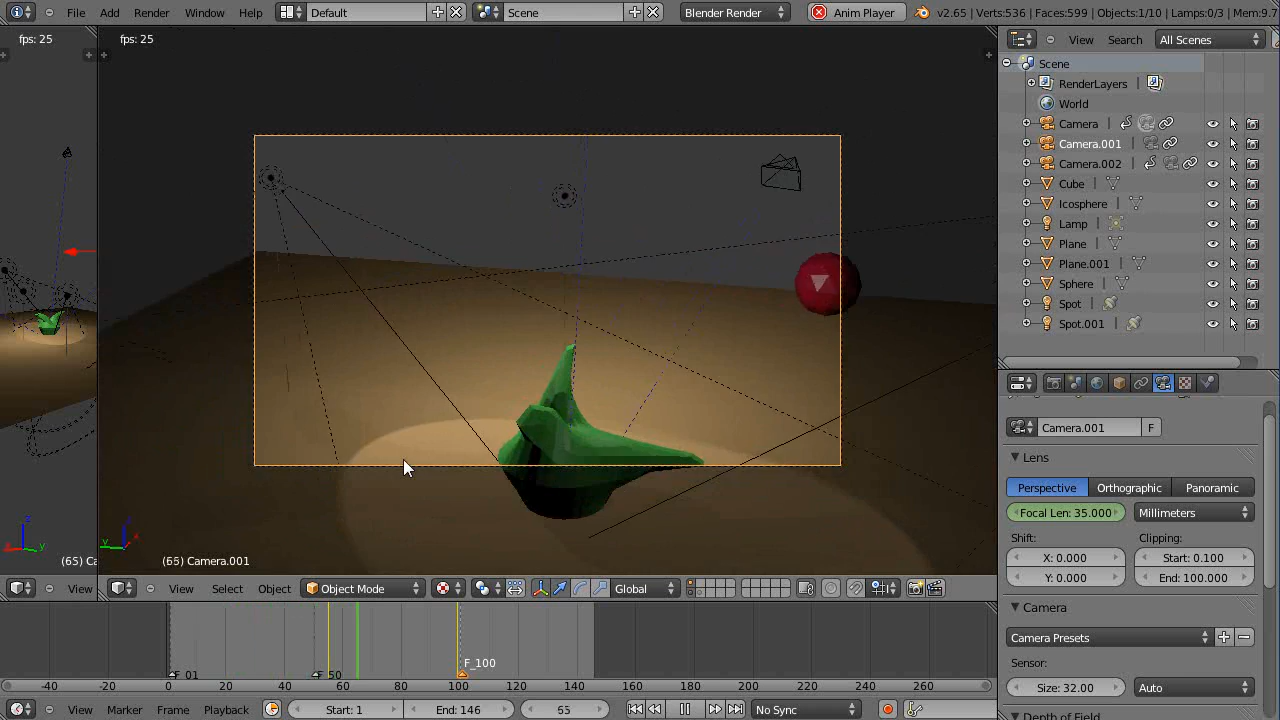 File Add Render Window Help Default Scene Blender Render Anim Player v2.65 | Verts:536 | Faces:599 | Objects:1/10 | Lamps:0/3 | Mem:9.7
fps: 25
fps: 25
View Search All Scenes
Scene
RenderLayers
World
Camera
Camera.001
Camera.002
Cube
Icosphere
Lamp
Plane
Plane.001
Sphere
Spot
Spot.001
Camera.001 F
Lens
Perspective Orthographic Panoramic
Focal Len: 35.000 Millimeters
Shift: Clipping:
X: 0.000 Start: 0.100
Y: 0.000 End: 100.000
Camera
Camera Presets
Sensor:
Size: 32.00 Auto
Depth of Field
z
x y
(65) Ca
y x
(65) Camera.001
View
View Select Object Object Mode Global
F_01 F_50 F_100
-40 -20 0 20 40 60 80 100 120 140 160 180 200 220 240 260
View Marker Frame Playback Start: 1 End: 146 65 No Sync